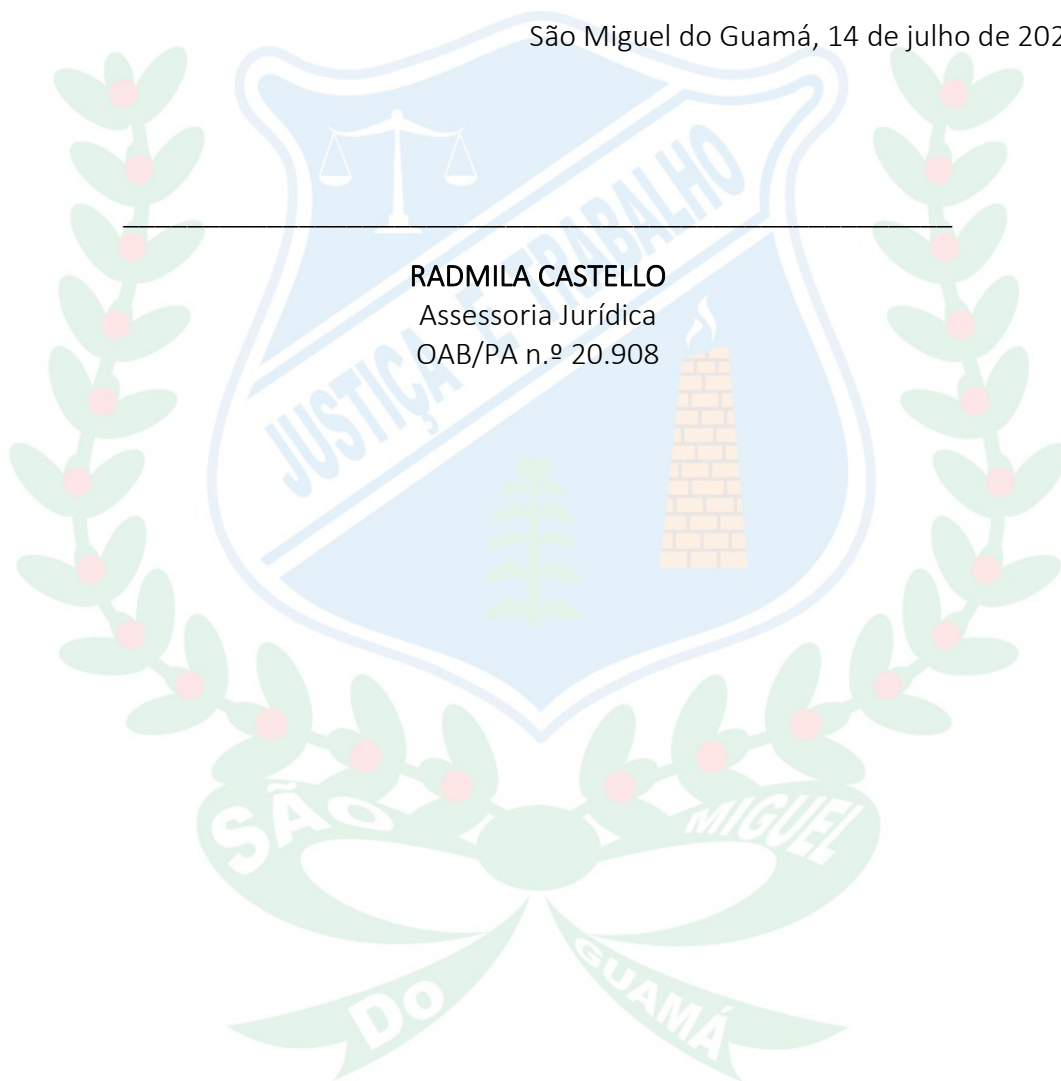 São Miguel do Guamá, 14 de julho de 202
RADMILA CASTELLO
Assessoria Jurídica
OAB/PA n.º 20.908
JUSTIÇA E TRABALHO
SÃO MIGUEL
DO GUAMÁ